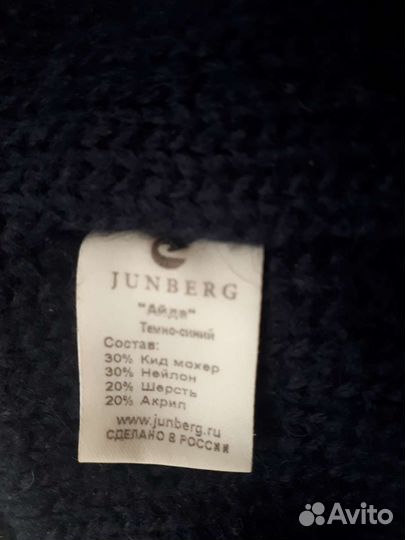 JUNBERG
"Айда"
Темно-синий
Состав:
30% Кид мохер
30% Нейлон
20% Шерсть
20% Акрил
www.junberg.ru
СДЕЛАНО В РОССИИ
Avito